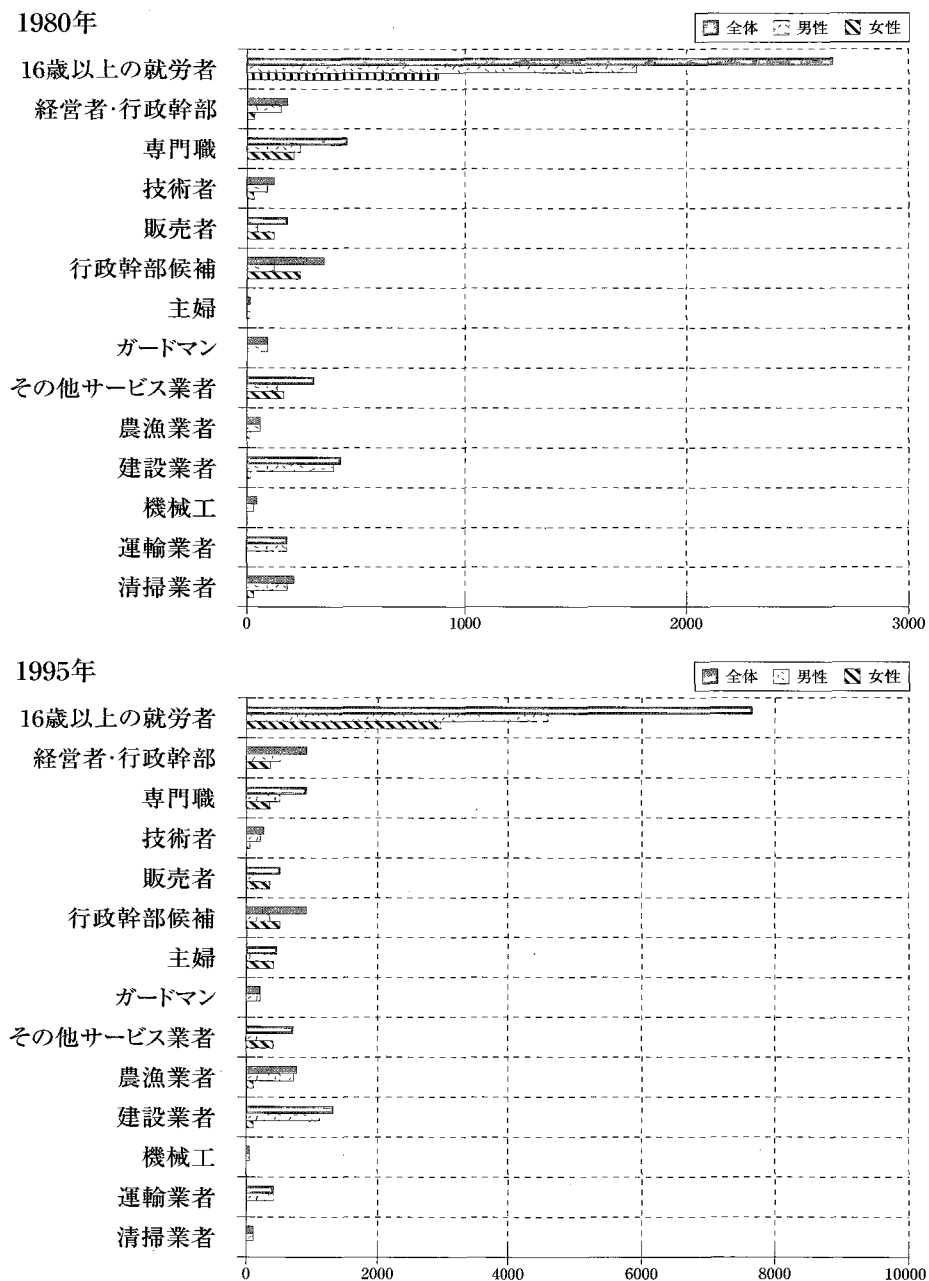 1980年
全体 男性 女性
16歳以上の就労者
経営者・行政幹部
専門職
技術者
販売者
行政幹部候補
主婦
ガードマン
その他サービス業者
農漁業者
建設業者
機械工
運輸業者
清掃業者
0 1000 2000 3000
1995年
全体 男性 女性
16歳以上の就労者
経営者・行政幹部
専門職
技術者
販売者
行政幹部候補
主婦
ガードマン
その他サービス業者
農漁業者
建設業者
機械工
運輸業者
清掃業者
0 2000 4000 6000 8000 10000